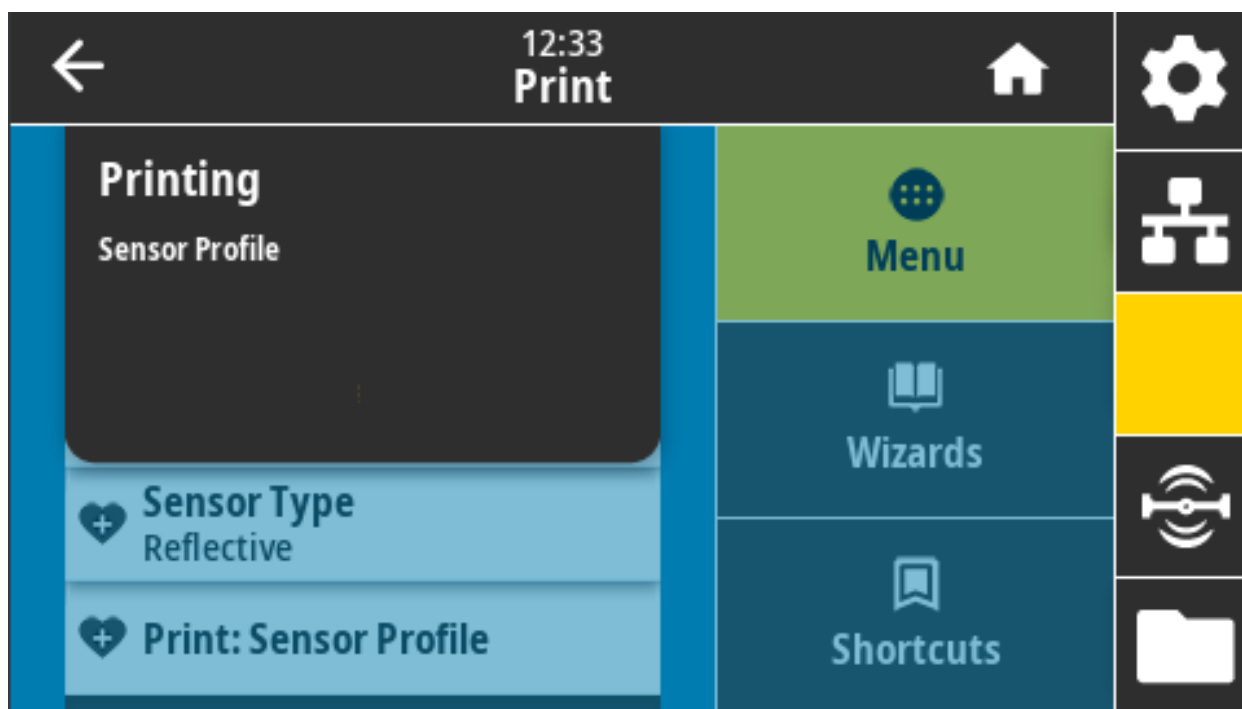 12:33
Print
Printing
Sensor Profile
Sensor Type
Reflective
Print: Sensor Profile
Menu
Wizards
Shortcuts